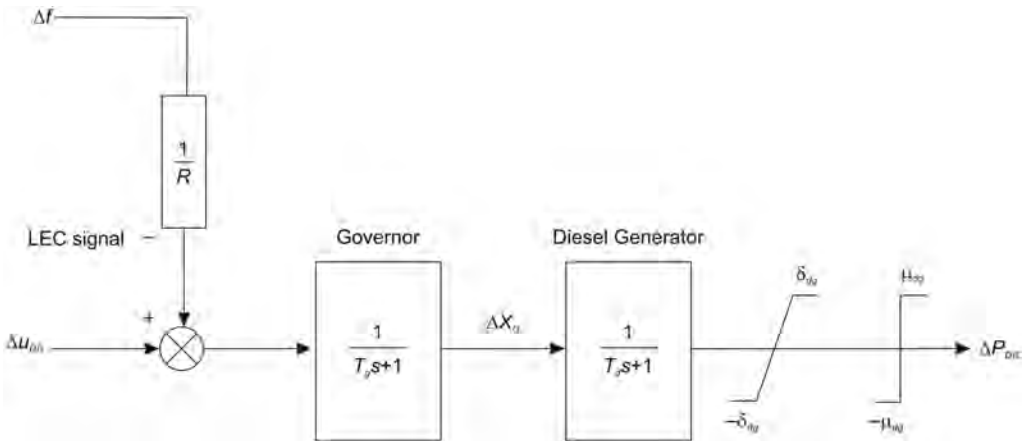 Δf
1
R
LEC signal
−
Governor
Diesel Generator
δdg
μdg
+
Δu
1
Tgs+1
ΔXG
1
Tds+1
ΔPDG
−δdg
−μdg